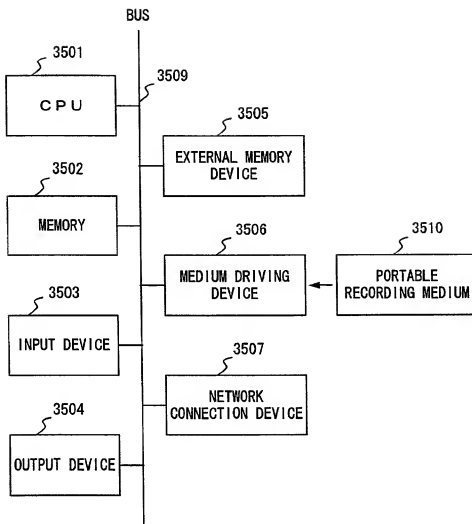 BUS
3501
CPU
3509
3505
EXTERNAL MEMORY
DEVICE
3502
MEMORY
3506
MEDIUM DRIVING
DEVICE
3510
PORTABLE
RECORDING MEDIUM
3503
INPUT DEVICE
3507
NETWORK
CONNECTION DEVICE
3504
OUTPUT DEVICE